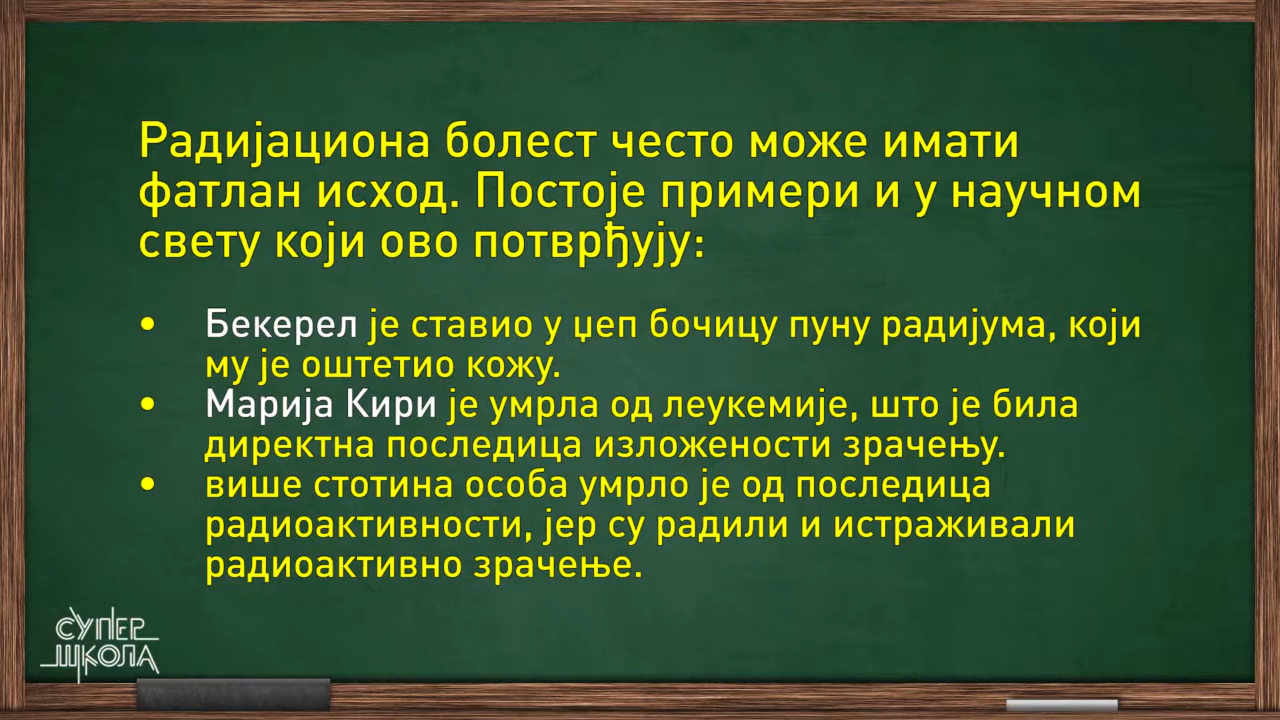 Радијациона болест често може имати
фатлан исход. Постоје примери и у научном
свету који ово потврђују:
• Бекерел је ставио у џеп бочицу пуну радијума, који
му је оштетио кожу.
• Марија Кири је умрла од леукемије, што је била
директна последица изложености зрачењу.
• више стотина особа умрло је од последица
радиоактивности, јер су радили и истраживали
радиоактивно зрачење.
СУПЕР
ШКОЛА